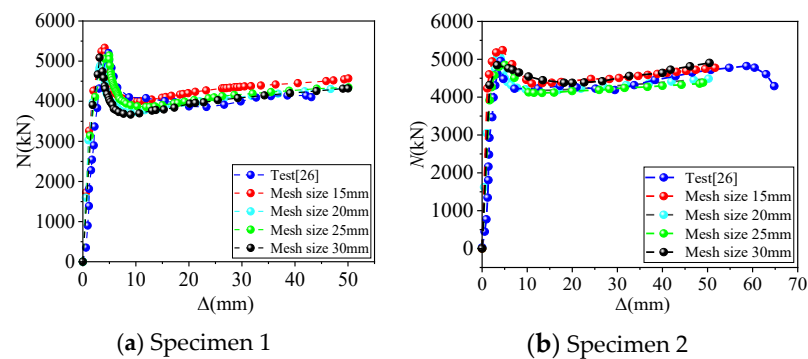 6000
5000
4000
3000
2000
1000
0
N(kN)
Test[26]
Mesh size 15mm
Mesh size 20mm
Mesh size 25mm
Mesh size 30mm
0 10 20 30 40 50
Δ(mm)
(a) Specimen 1
6000
5000
4000
3000
2000
1000
0
N(kN)
Test[26]
Mesh size 15mm
Mesh size 20mm
Mesh size 25mm
Mesh size 30mm
0 10 20 30 40 50 60 70
Δ(mm)
(b) Specimen 2